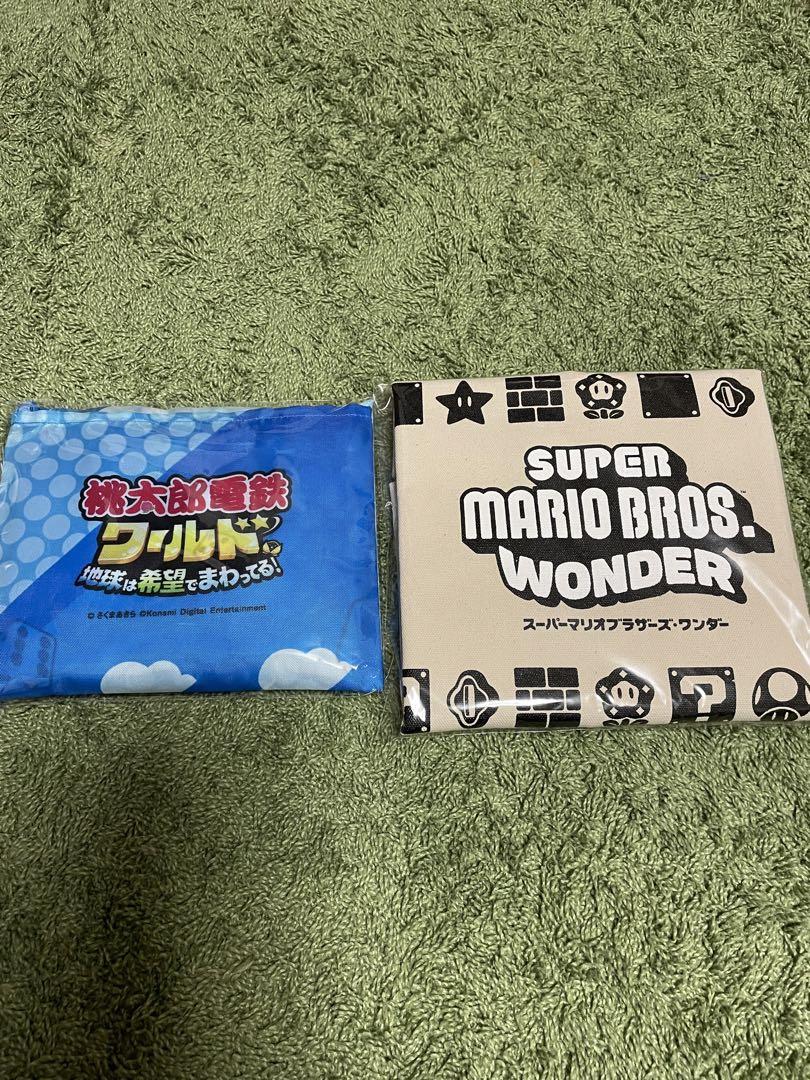 桃太郎電鉄
ワールド
地球は希望でまわってる!
© さくまあきら ©Konami Digital Entertainment
SUPER
MARIO BROS.™
WONDER
スーパーマリオブラザーズ・ワンダー
?